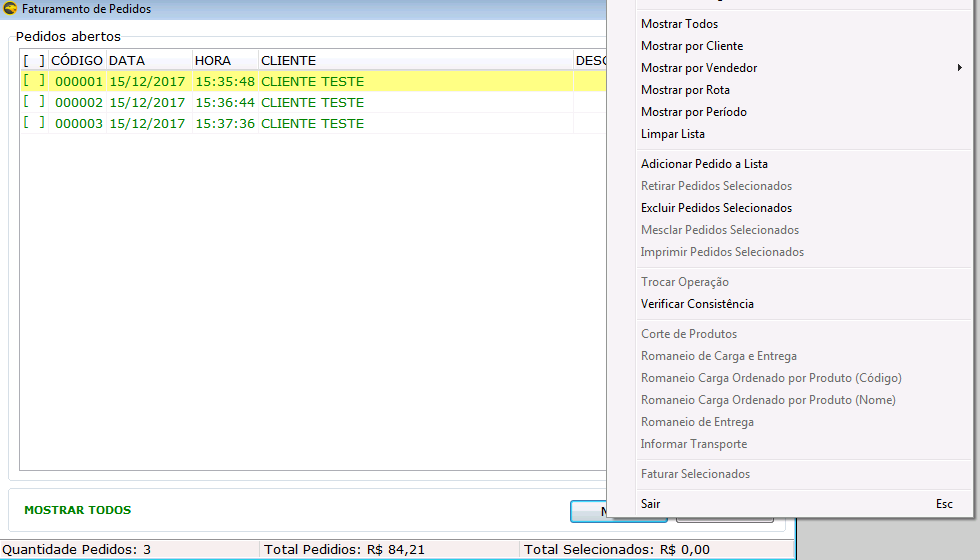 Faturamento de Pedidos
Pedidos abertos
[ ] CÓDIGO DATA HORA CLIENTE
[ ] 000001 15/12/2017 15:35:48 CLIENTE TESTE
[ ] 000002 15/12/2017 15:36:44 CLIENTE TESTE
[ ] 000003 15/12/2017 15:37:36 CLIENTE TESTE
MOSTRAR TODOS
Quantidade Pedidos: 3 Total Pedidios: R$ 84,21 Total Selecionados: R$ 0,00
Mostrar Todos
Mostrar por Cliente
Mostrar por Vendedor
Mostrar por Rota
Mostrar por Período
Limpar Lista
Adicionar Pedido a Lista
Retirar Pedidos Selecionados
Excluir Pedidos Selecionados
Mesclar Pedidos Selecionados
Imprimir Pedidos Selecionados
Trocar Operação
Verificar Consistência
Corte de Produtos
Romaneio de Carga e Entrega
Romaneio Carga Ordenado por Produto (Código)
Romaneio Carga Ordenado por Produto (Nome)
Romaneio de Entrega
Informar Transporte
Faturar Selecionados
Sair Esc